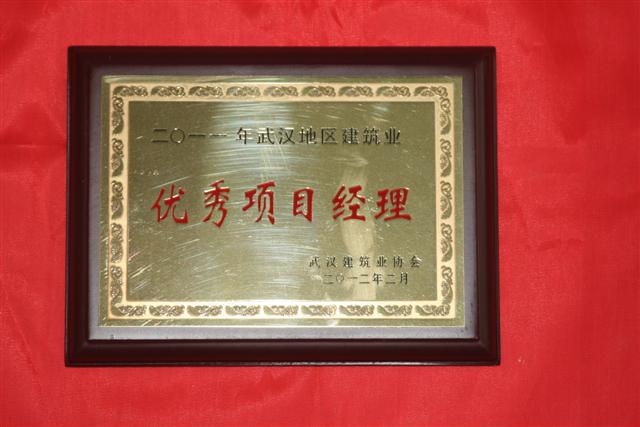 二〇一一年武汉地区建筑业
优秀项目经理
武汉建筑业协会
二〇一二年二月